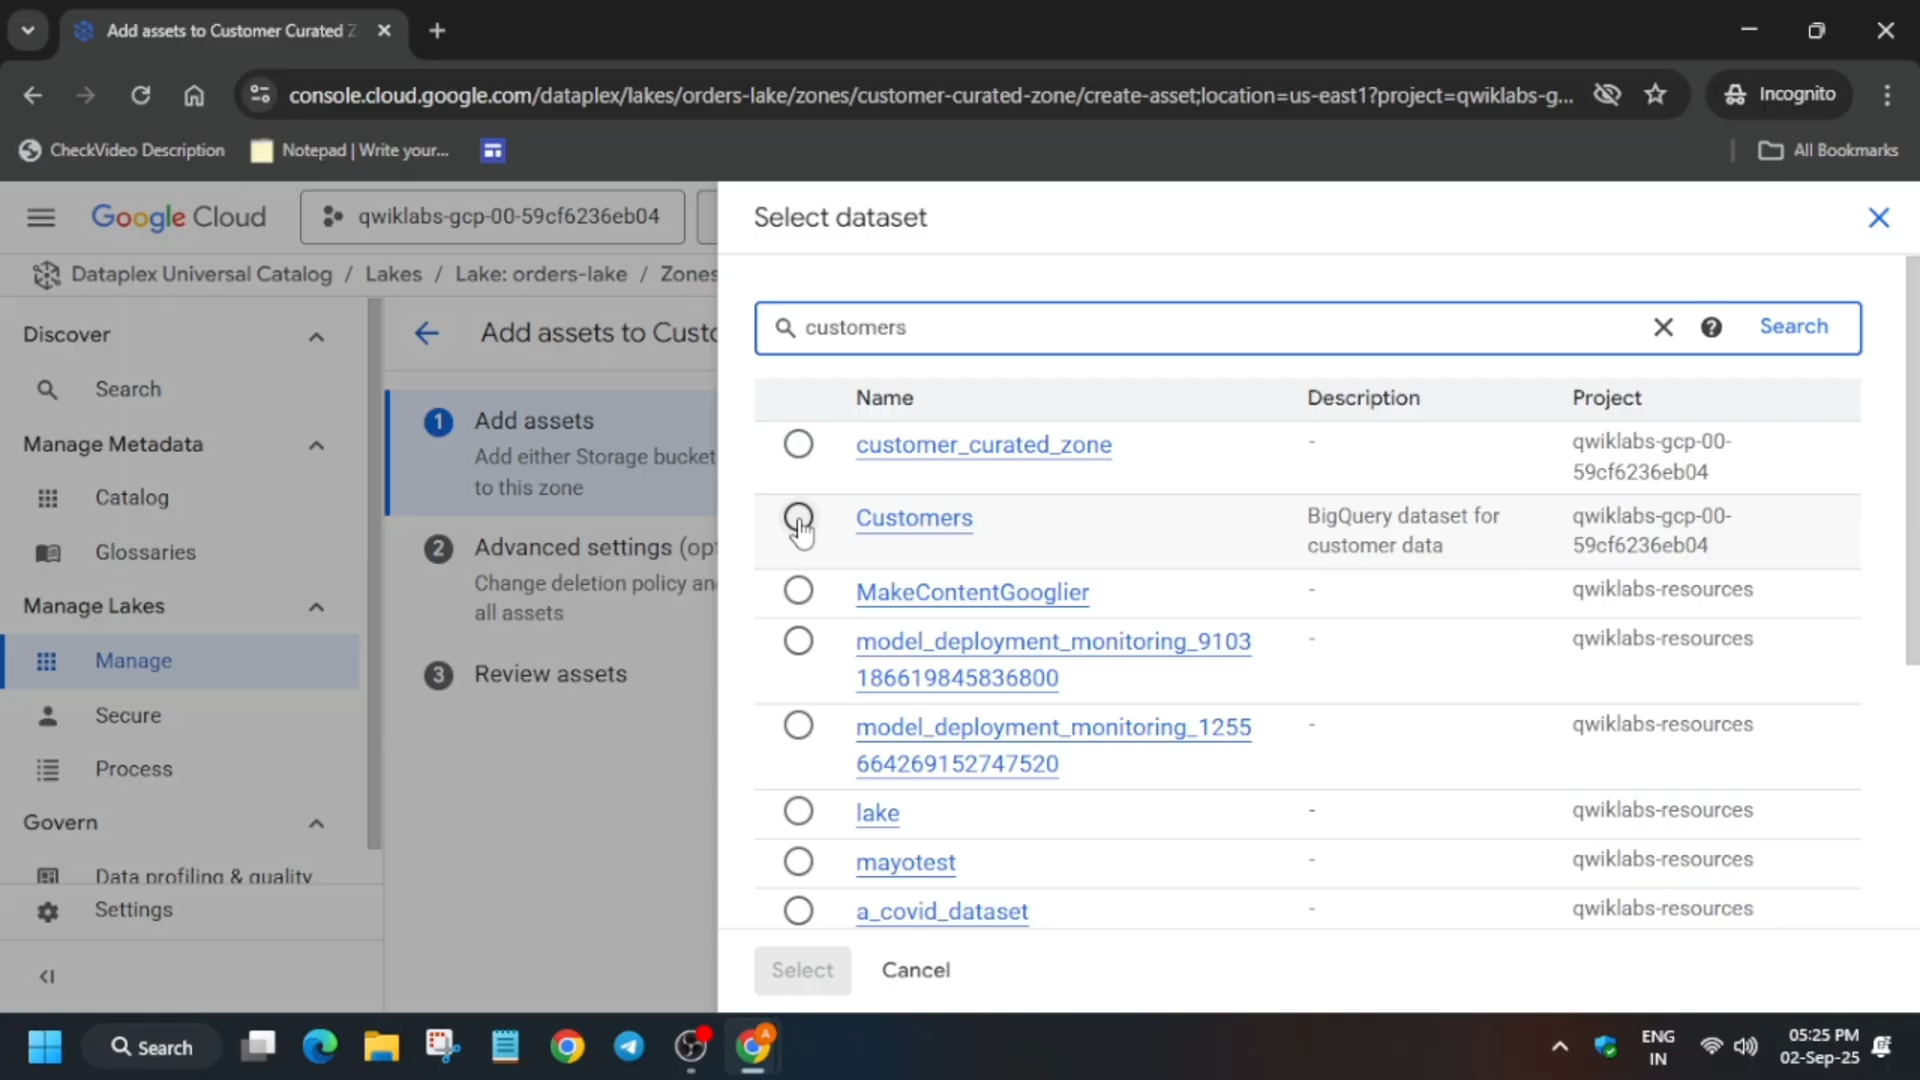 Add assets to Customer Curated Z
console.cloud.google.com/dataplex/lakes/orders-lake/zones/customer-curated-zone/create-asset;location=us-east1?project=qwiklabs-g...
Incognito
CheckVideo Description
Notepad | Write your...
All Bookmarks
Google Cloud
qwiklabs-gcp-00-59cf6236eb04
Dataplex Universal Catalog / Lakes / Lake: orders-lake / Zones
Discover
Search
Manage Metadata
Catalog
Glossaries
Manage Lakes
Manage
Secure
Process
Govern
Data profiling & quality
Settings
Add assets to Custo
1 Add assets
Add either Storage bucket
to this zone
2 Advanced settings (opt
Change deletion policy an
all assets
3 Review assets
Select dataset
customers
Search
Name Description Project
customer_curated_zone - qwiklabs-gcp-00-
59cf6236eb04
Customers BigQuery dataset for qwiklabs-gcp-00-
customer data 59cf6236eb04
MakeContentGooglier - qwiklabs-resources
model_deployment_monitoring_9103 - qwiklabs-resources
186619845836800
model_deployment_monitoring_1255 - qwiklabs-resources
664269152747520
lake - qwiklabs-resources
mayotest - qwiklabs-resources
a_covid_dataset - qwiklabs-resources
Select Cancel
Search
ENG
IN
05:25 PM
02-Sep-25